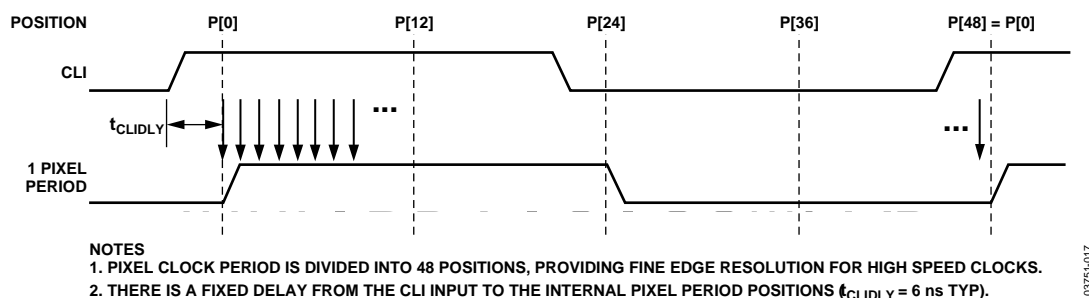 POSITION P[0] P[12] P[24] P[36] P[48] = P[0]
CLI
... ...
tCLIDLY
1 PIXEL
PERIOD
NOTES
1. PIXEL CLOCK PERIOD IS DIVIDED INTO 48 POSITIONS, PROVIDING FINE EDGE RESOLUTION FOR HIGH SPEED CLOCKS.
2. THERE IS A FIXED DELAY FROM THE CLI INPUT TO THE INTERNAL PIXEL PERIOD POSITIONS (tCLIDLY = 6 ns TYP).